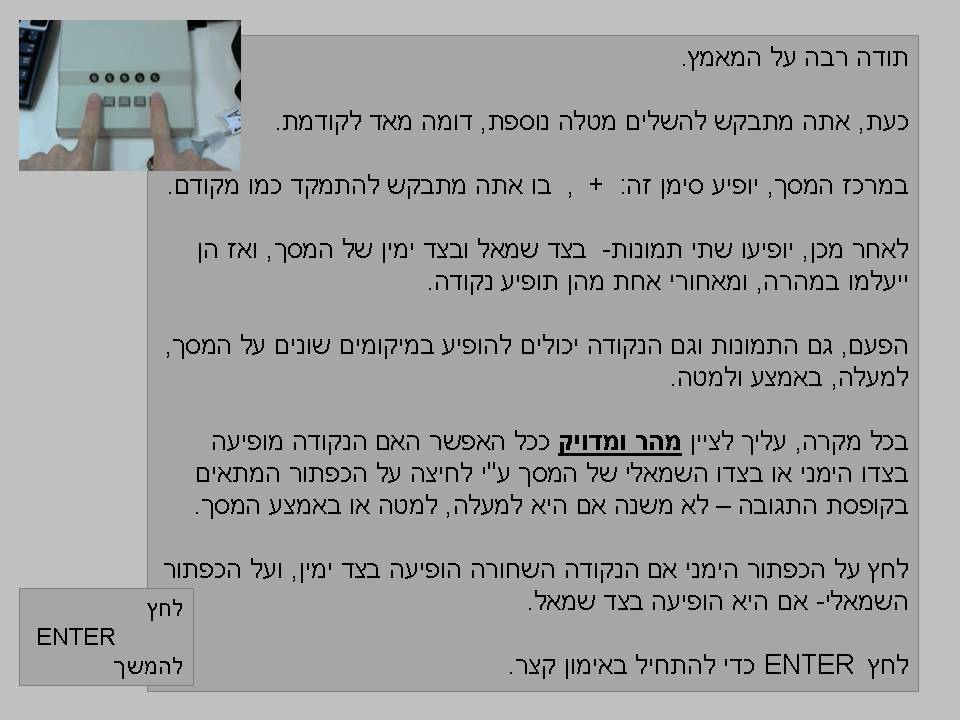 תודה רבה על המאמץ.
כעת, אתה מתבקש להשלים מטלה נוספת, דומה מאד לקודמת.
במרכז המסך, יופיע סימן זה: + , בו אתה מתבקש להתמקד כמו מקודם.
לאחר מכן, יופיעו שתי תמונות- בצד שמאל ובצד ימין של המסך, ואז הן
ייעלמו במהרה, ומאחורי אחת מהן תופיע נקודה.
הפעם, גם התמונות וגם הנקודה יכולים להופיע במיקומים שונים על המסך,
למעלה, באמצע ולמטה.
בכל מקרה, עליך לציין מהר ומדויק ככל האפשר האם הנקודה מופיעה
בצדו הימני או בצדו השמאלי של המסך ע"י לחיצה על הכפתור המתאים
בקופסת התגובה – לא משנה אם היא למעלה, למטה או באמצע המסך.
לחץ על הכפתור הימני אם הנקודה השחורה הופיעה בצד ימין, ועל הכפתור
השמאלי- אם היא הופיעה בצד שמאל.
לחץ ENTER כדי להתחיל באימון קצר.
לחץ
ENTER
להמשך